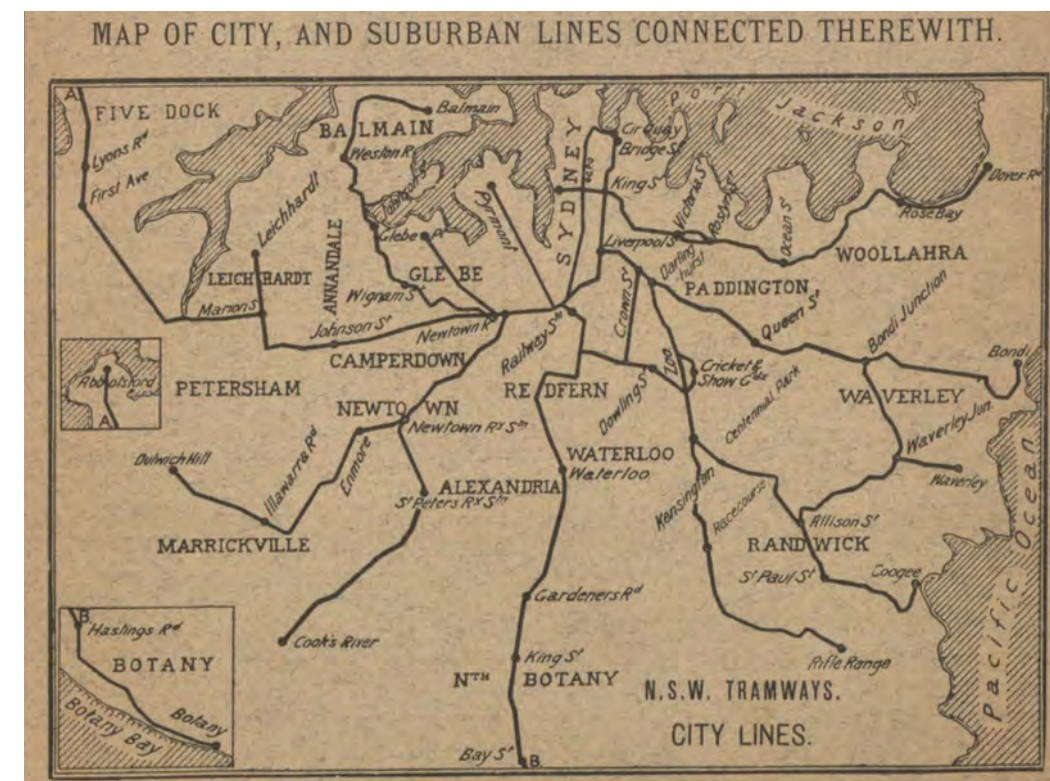 MAP OF CITY, AND SUBURBAN LINES CONNECTED THEREWITH.
A
FIVE DOCK
Lyons Rd
First Ave
BALMAIN
Balmain
Weston Rd
Johnson St
SYDNEY
Cir Quay
Bridge St
King St
Port Jackson
Dover Rd
Rose Bay
Leichhardt
LEICHHARDT
ANNANDALE
Glebe Pt
GLEBE
Wigram St
Pyrmont
Liverpool St
Victoria St
Roslyn St
Ocean St
WOOLLAHRA
Darlinghurst
PADDINGTON
Queen St
Bondi Junction
Bondi
Marion St
Johnson St
CAMPERDOWN
Newtown Rd
Railway Stn
Crown St
Zoo
Cricket & Show Gds
Centennial Park
WAVERLEY
Waverley Jun.
Waverley
Abbotsford
A
PETERSHAM
REDFERN
Dowling St
NEWTOWN
Newtown Ry Stn
WATERLOO
Waterloo
Dulwich Hill
Illawarra Rd
Enmore
ALEXANDRIA
St Peters Ry Stn
Kensington
Racecourse
Allison St
RANDWICK
MARRICKVILLE
St Paul St
Coogee
Pacific Ocean
Gardeners Rd
Cook's River
King St
Rifle Range
NTH BOTANY
B
Hastings Rd
BOTANY
Botany
Botany Bay
Bay St
B
N.S.W. TRAMWAYS.
CITY LINES.